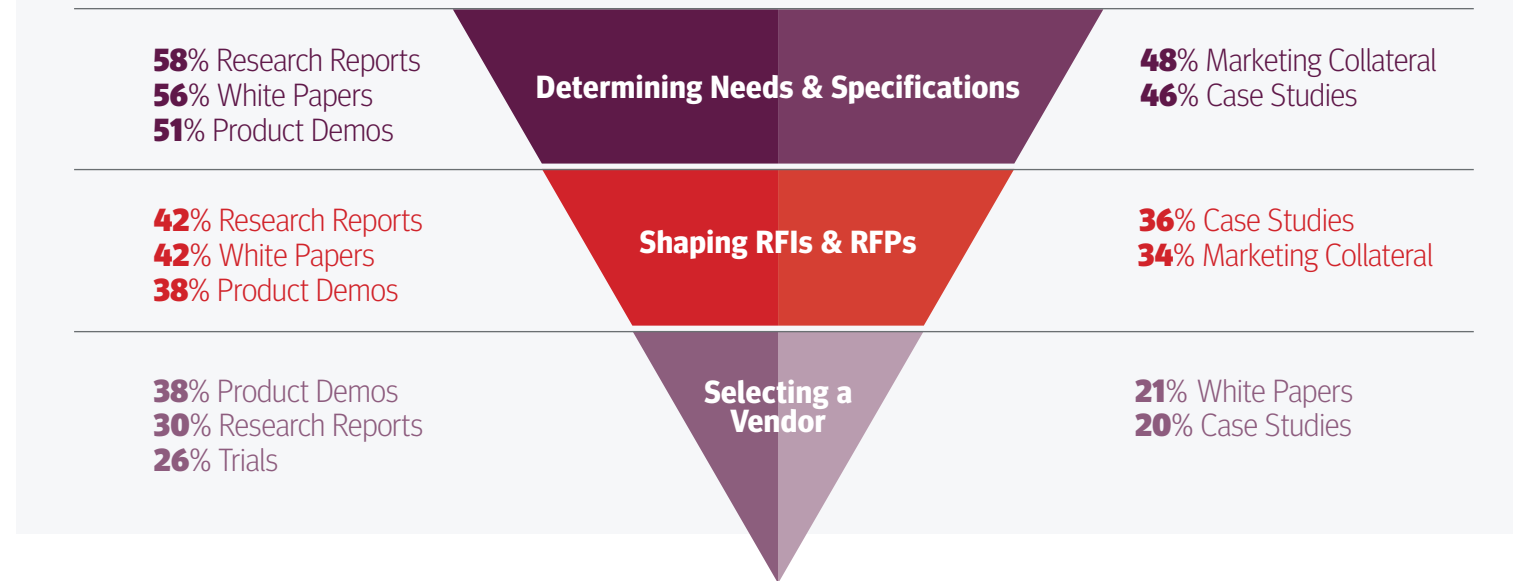 58% Research Reports
56% White Papers
51% Product Demos
Determining Needs & Specifications
48% Marketing Collateral
46% Case Studies
42% Research Reports
42% White Papers
38% Product Demos
Shaping RFIs & RFPs
36% Case Studies
34% Marketing Collateral
38% Product Demos
30% Research Reports
26% Trials
Selecting a
Vendor
21% White Papers
20% Case Studies